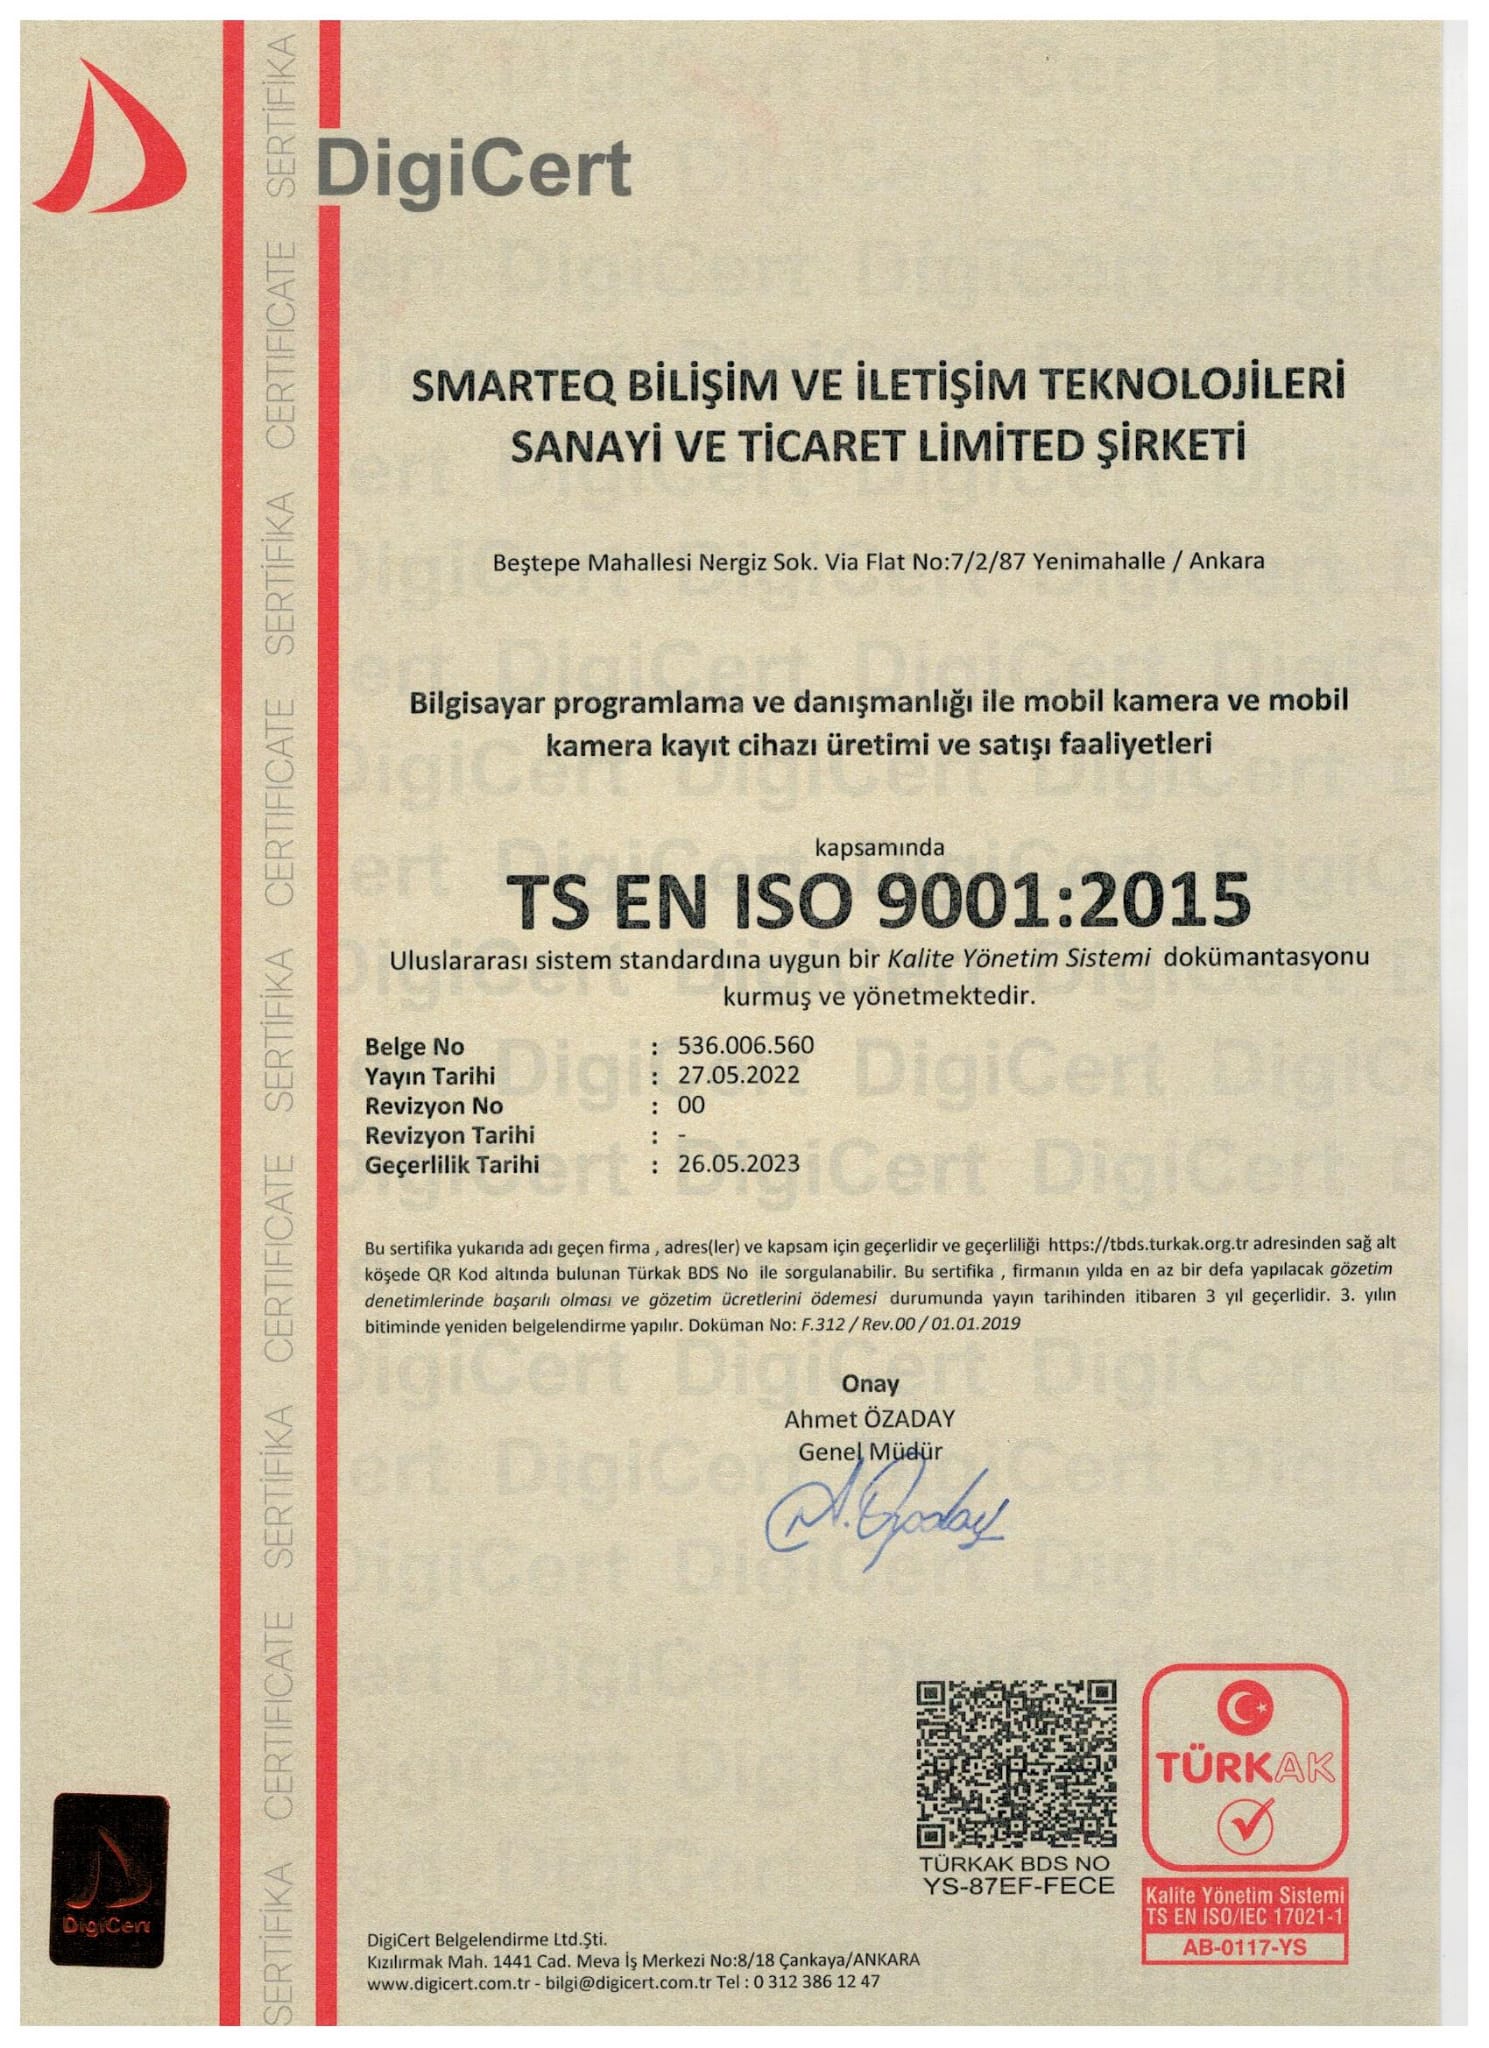 DigiCert
SERTİFİKA CERTIFICATE SERTİFİKA CERTIFICATE SERTİFİKA CERTIFICATE SERTİFİKA CERTIFICATE SERTİFİKA
SMARTEQ BİLİŞİM VE İLETİŞİM TEKNOLOJİLERİ
SANAYİ VE TİCARET LİMİTED ŞİRKETİ
Beştepe Mahallesi Nergiz Sok. Via Flat No:7/2/87 Yenimahalle / Ankara
Bilgisayar programlama ve danışmanlığı ile mobil kamera ve mobil
kamera kayıt cihazı üretimi ve satışı faaliyetleri
kapsamında
TS EN ISO 9001:2015
Uluslararası sistem standardına uygun bir Kalite Yönetim Sistemi dokümantasyonu
kurmuş ve yönetmektedir.
Belge No : 536.006.560
Yayın Tarihi : 27.05.2022
Revizyon No : 00
Revizyon Tarihi : -
Geçerlilik Tarihi : 26.05.2023
Bu sertifika yukarıda adı geçen firma , adres(ler) ve kapsam için geçerlidir ve geçerliliği https://tbds.turkak.org.tr adresinden sağ alt
köşede QR Kod altında bulunan Türkak BDS No ile sorgulanabilir. Bu sertifika , firmanın yılda en az bir defa yapılacak gözetim
denetimlerinde başarılı olması ve gözetim ücretlerini ödemesi durumunda yayın tarihinden itibaren 3 yıl geçerlidir. 3. yılın
bitiminde yeniden belgelendirme yapılır. Doküman No: F.312 / Rev.00 / 01.01.2019
Onay
Ahmet ÖZADAY
Genel Müdür
A. Özaday
TÜRKAK
TÜRKAK BDS NO
YS-87EF-FECE
Kalite Yönetim Sistemi
TS EN ISO/IEC 17021-1
AB-0117-YS
DigiCert
DigiCert Belgelendirme Ltd.Şti.
Kızılırmak Mah. 1441 Cad. Meva İş Merkezi No:8/18 Çankaya/ANKARA
www.digicert.com.tr - bilgi@digicert.com.tr Tel : 0 312 386 12 47